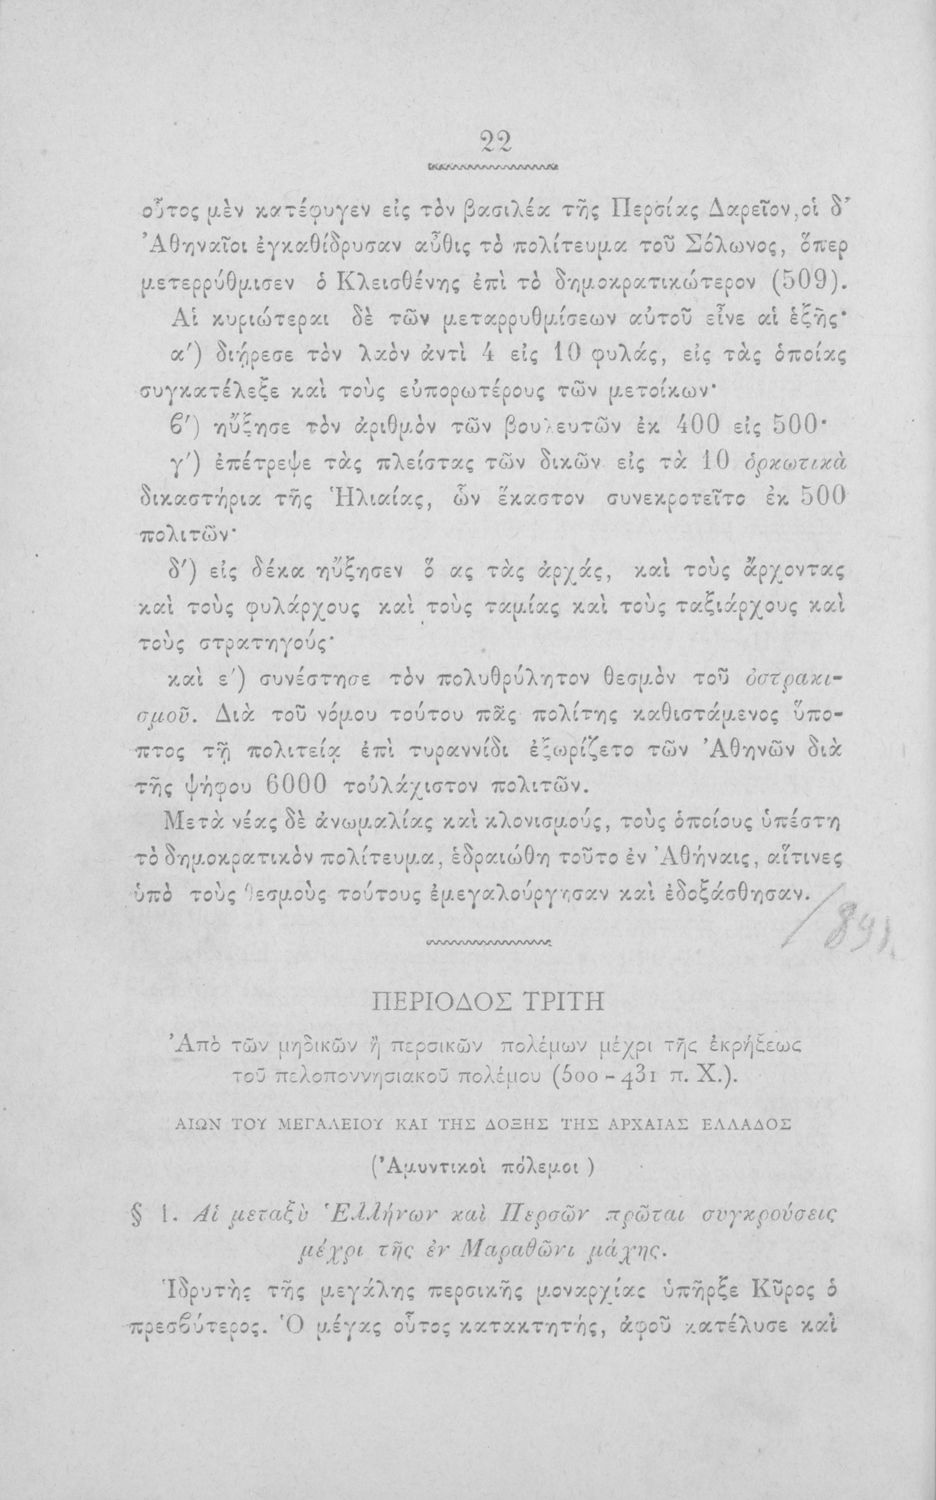 22
οὗτος μὲν κατέφυγεν εἰς τὸν βασιλέα τῆς Περσίας Δαρεῖον, οἱ δ᾽
Ἀθηναῖοι ἐγκαθίδρυσαν αὖθις τὸ πολίτευμα τοῦ Σόλωνος, ὅπερ
μετερρύθμισεν ὁ Κλεισθένης ἐπὶ τὸ δημοκρατικώτερον (509).
Αἱ κυριώτεραι δὲ τῶν μεταρρυθμίσεων αὐτοῦ εἶνε αἱ ἑξῆς·
α΄) διῄρεσε τὸν λαὸν ἀντὶ 4 εἰς 10 φυλάς, εἰς τὰς ὁποίας
συγκατέλεξε καὶ τοὺς εὐπορωτέρους τῶν μετοίκων·
β΄) ηὔξησε τὸν ἀριθμὸν τῶν βουλευτῶν ἐκ 400 εἰς 500·
γ΄) ἐπέτρεψε τὰς πλείστας τῶν δικῶν εἰς τὰ 10 ὁρκωτικὰ
δικαστήρια τῆς Ἡλιαίας, ὧν ἕκαστον συνεκροτεῖτο ἐκ 500
πολιτῶν·
δ΄) εἰς δέκα ηὔξησεν ὅ ας τὰς ἀρχάς, καὶ τοὺς ἄρχοντας
καὶ τοὺς φυλάρχους καὶ τοὺς ταμίας καὶ τοὺς ταξιάρχους καὶ
τοὺς στρατηγούς·
καὶ ε΄) συνέστησε τὸν πολυθρύλητον θεσμὸν τοῦ ὀστρακι-
σμοῦ. Διὰ τοῦ νόμου τούτου πᾶς πολίτης καθιστάμενος ὕπο-
πτος τῇ πολιτείᾳ ἐπὶ τυραννίδι ἐξωρίζετο τῶν Ἀθηνῶν διὰ
τῆς ψήφου 6000 τοὐλάχιστον πολιτῶν.
Μετὰ νέας δὲ ἀνωμαλίας καὶ κλονισμούς, τοὺς ὁποίους ὑπέστη
τὸ δημοκρατικὸν πολίτευμα, ἑδραιώθη τοῦτο ἐν Ἀθήναις, αἵτινες
ὑπὸ τοὺς θεσμοὺς τούτους ἐμεγαλούργησαν καὶ ἐδοξάσθησαν.
ΠΕΡΙΟΔΟΣ ΤΡΙΤΗ
Ἀπὸ τῶν μηδικῶν ἢ περσικῶν πολέμων μέχρι τῆς ἐκρήξεως
τοῦ πελοποννησιακοῦ πολέμου (500 - 431 π. Χ.).
ΑΙΩΝ ΤΟΥ ΜΕΓΑΛΕΙΟΥ ΚΑΙ ΤΗΣ ΔΟΞΗΣ ΤΗΣ ΑΡΧΑΙΑΣ ΕΛΛΑΔΟΣ
(Ἀμυντικοὶ πόλεμοι)
§ 1. Αἱ μεταξὺ Ἑλλήνων καὶ Περσῶν πρῶται συγκρούσεις
μέχρι τῆς ἐν Μαραθῶνι μάχης.
Ἱδρυτὴς τῆς μεγάλης περσικῆς μοναρχίας ὑπῆρξε Κῦρος ὁ
πρεσβύτερος. Ὁ μέγας οὗτος κατακτητής, ἀφοῦ κατέλυσε καὶ